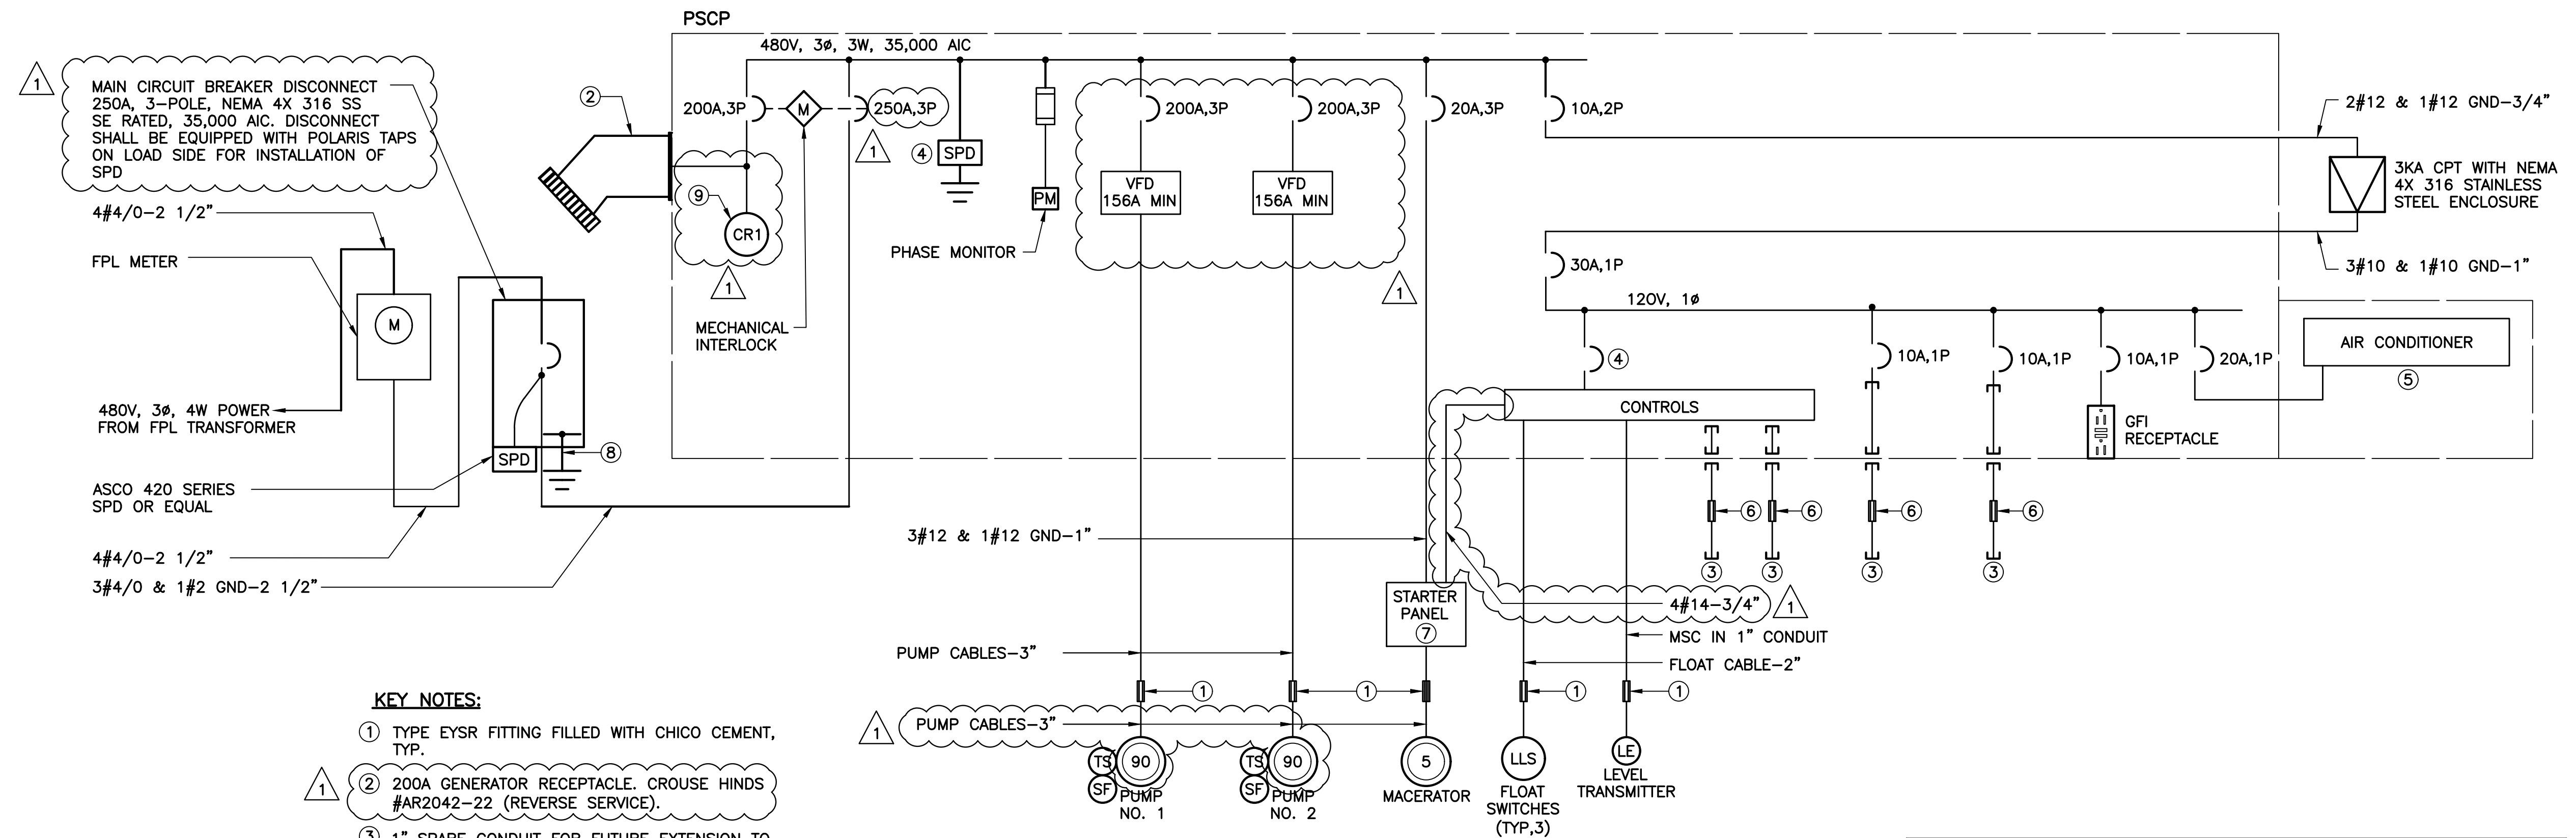 PSCP
480V, 3ø, 3W, 35,000 AIC
1
MAIN CIRCUIT BREAKER DISCONNECT
250A, 3-POLE, NEMA 4X 316 SS
SE RATED, 35,000 AIC. DISCONNECT
SHALL BE EQUIPPED WITH POLARIS TAPS
ON LOAD SIDE FOR INSTALLATION OF
SPD
4#4/0-2 1/2"
FPL METER
M
480V, 3ø, 4W POWER
FROM FPL TRANSFORMER
SPD
8
ASCO 420 SERIES
SPD OR EQUAL
4#4/0-2 1/2"
3#4/0 & 1#2 GND-2 1/2"
2
200A,3P
M
250A,3P
1
9
CR1
1
MECHANICAL
INTERLOCK
4
SPD
PM
PHASE MONITOR
200A,3P
200A,3P
VFD
156A MIN
VFD
156A MIN
1
20A,3P
10A,2P
2#12 & 1#12 GND-3/4"
3KA CPT WITH NEMA
4X 316 STAINLESS
STEEL ENCLOSURE
3#10 & 1#10 GND-1"
30A,1P
120V, 1ø
4
10A,1P
10A,1P
10A,1P
20A,1P
AIR CONDITIONER
5
CONTROLS
GFI
RECEPTACLE
6
6
6
6
3
3
3
3
3#12 & 1#12 GND-1"
STARTER
PANEL
7
4#14-3/4"
1
MSC IN 1" CONDUIT
FLOAT CABLE-2"
PUMP CABLES-3"
1
1
1
1
1
PUMP CABLES-3"
TS
SF
90
PUMP
NO. 1
TS
SF
90
PUMP
NO. 2
5
MACERATOR
LLS
FLOAT
SWITCHES
(TYP,3)
LE
LEVEL
TRANSMITTER
KEY NOTES:
1 TYPE EYSR FITTING FILLED WITH CHICO CEMENT,
TYP.
1
2 200A GENERATOR RECEPTACLE. CROUSE HINDS
#AR2042-22 (REVERSE SERVICE).
3 1" SPARE CONDUIT FOR FUTURE EXTENSION TO